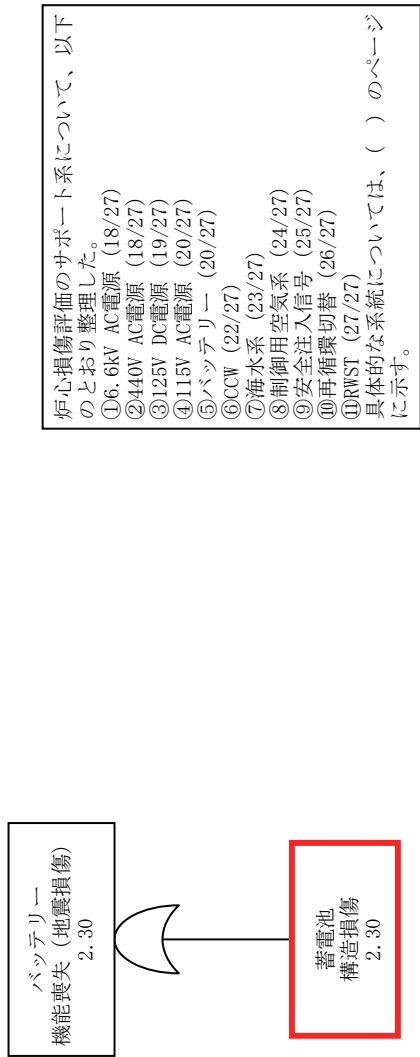 バッテリー
機能喪失（地震損傷）
2.30
蓄電池
構造損傷
2.30
炉心損傷評価のサポート系について、以下
のとおり整理した。
①6.6kV AC電源 (18/27)
②440V AC電源 (18/27)
③125V DC電源 (19/27)
④115V AC電源 (20/27)
⑤バッテリー (20/27)
⑥CCW (22/27)
⑦海水系 (23/27)
⑧制御用空気系 (24/27)
⑨安全注入信号 (25/27)
⑩再循環切替 (26/27)
⑪RWST (27/27)
具体的な系統については、( ) のページ
に示す。